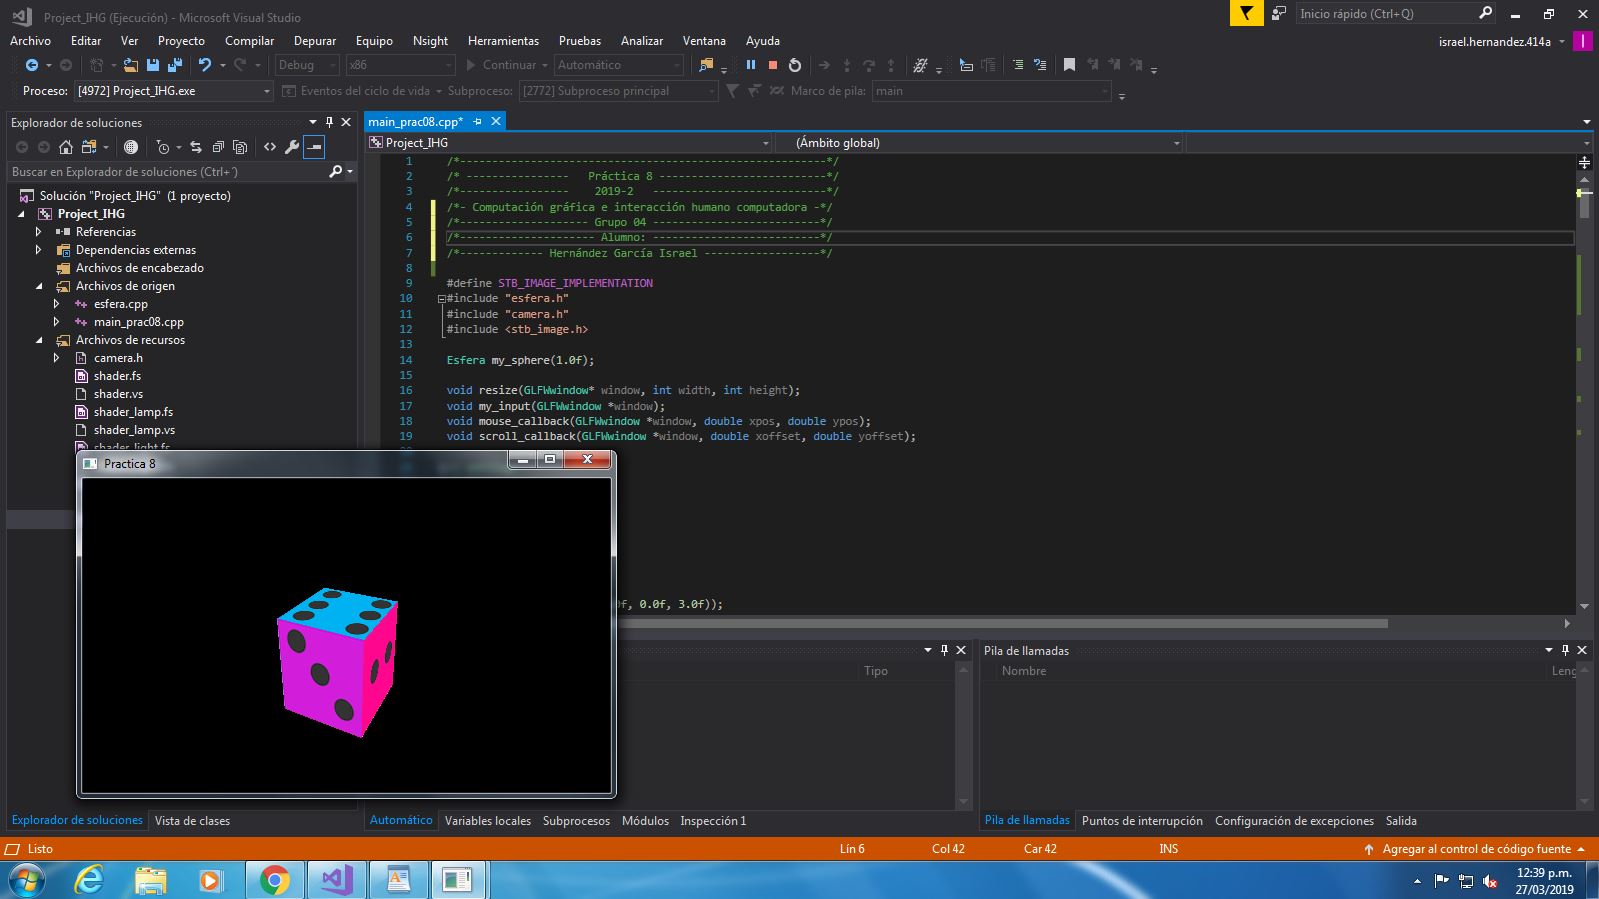 Project_IHG (Ejecución) - Microsoft Visual Studio
Inicio rápido (Ctrl+Q)
Archivo Editar Ver Proyecto Compilar Depurar Equipo Nsight Herramientas Pruebas Analizar Ventana Ayuda
israel.hernandez.414a
I
Debug x86 Continuar Automático
Proceso: [4972] Project_IHG.exe Eventos del ciclo de vida Subproceso: [2772] Subproceso principal Marco de pila: main
Explorador de soluciones
Buscar en Explorador de soluciones (Ctrl+´)
Solución "Project_IHG" (1 proyecto)
Project_IHG
Referencias
Dependencias externas
Archivos de encabezado
Archivos de origen
esfera.cpp
main_prac08.cpp
Archivos de recursos
camera.h
shader.fs
shader.vs
shader_lamp.fs
shader_lamp.vs
shader_light.fs
main_prac08.cpp*
Project_IHG (Ámbito global)
1 /*---------------------------------------------------------*/
2 /* ---------------- Práctica 8 --------------------------*/
3 /*---------------- 2019-2 ---------------------------*/
4 /*- Computación gráfica e interacción humano computadora -*/
5 /*-------------------- Grupo 04 --------------------------*/
6 /*--------------------- Alumno: --------------------------*/
7 /*------------- Hernández García Israel ------------------*/
8
9 #define STB_IMAGE_IMPLEMENTATION
10 #include "esfera.h"
11 #include "camera.h"
12 #include <stb_image.h>
13
14 Esfera my_sphere(1.0f);
15
16 void resize(GLFWwindow* window, int width, int height);
17 void my_input(GLFWwindow *window);
18 void mouse_callback(GLFWwindow *window, double xpos, double ypos);
19 void scroll_callback(GLFWwindow *window, double xoffset, double yoffset);
0f, 0.0f, 3.0f));
Practica 8
Tipo
Pila de llamadas
Nombre Leng
Explorador de soluciones Vista de clases
Automático Variables locales Subprocesos Módulos Inspección 1
Pila de llamadas Puntos de interrupción Configuración de excepciones Salida
Listo Lín 6 Col 42 Car 42 INS Agregar al control de código fuente
12:39 p.m.
27/03/2019